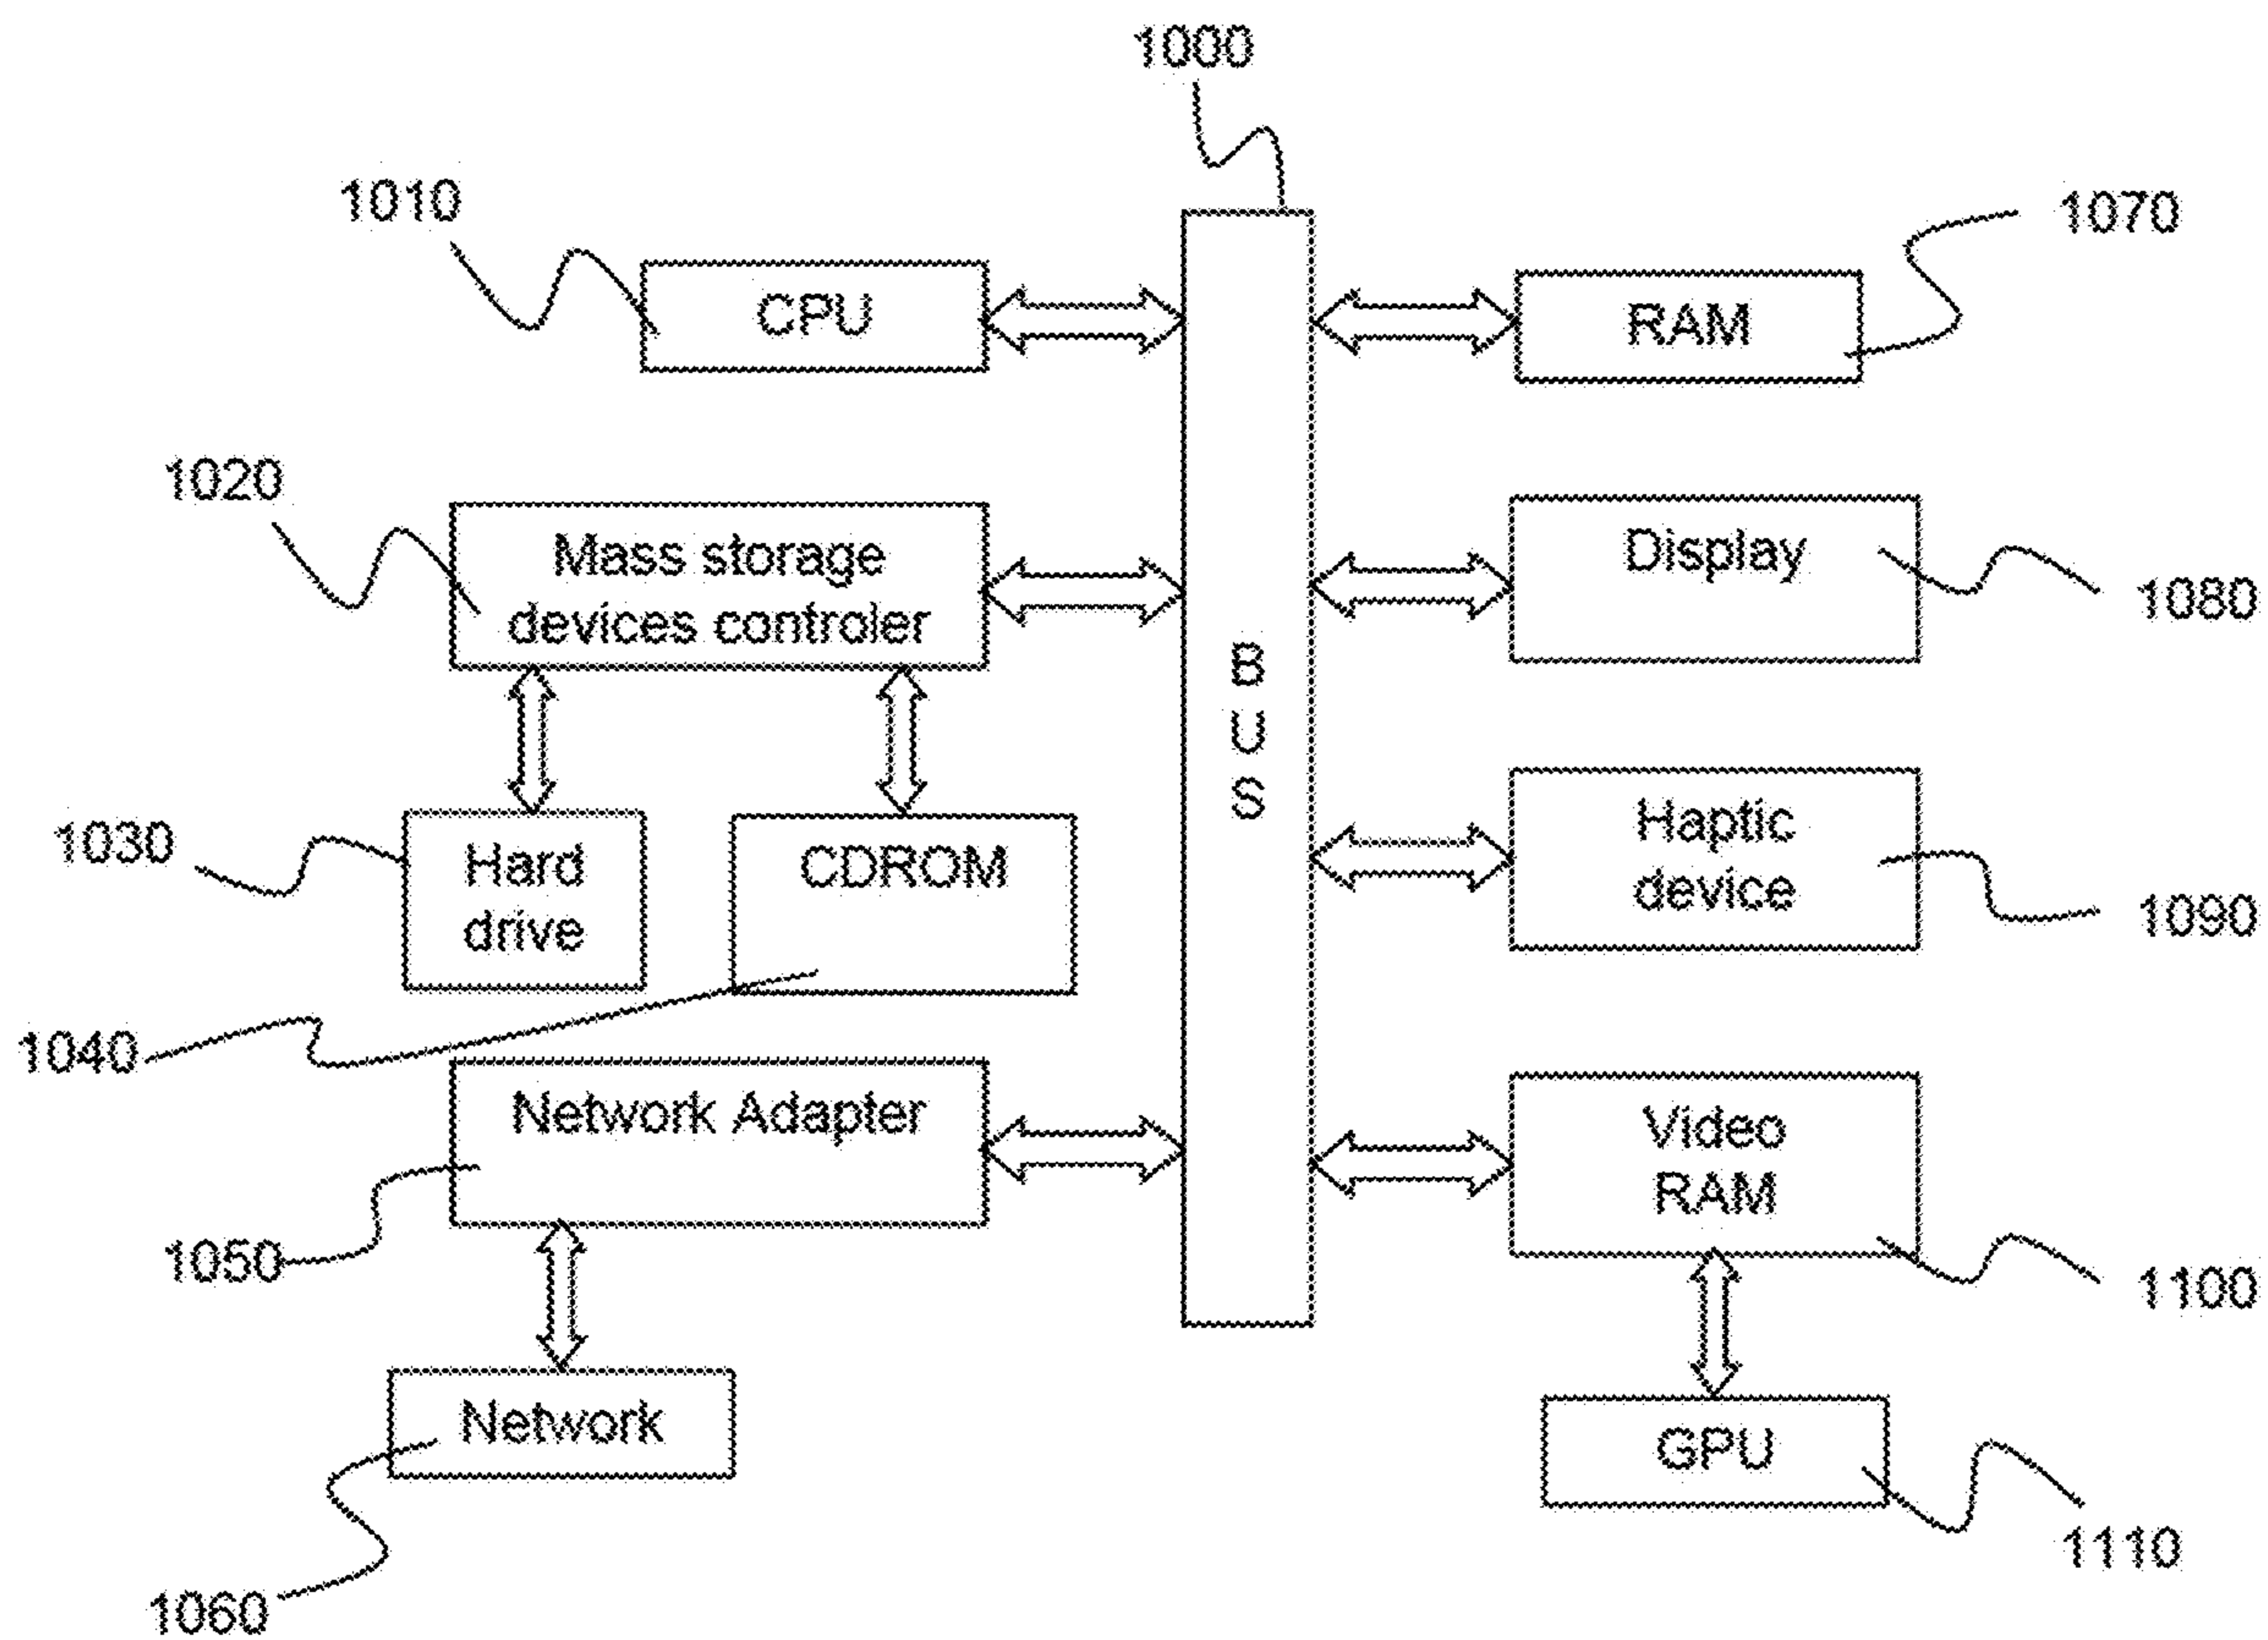 1000
1010
1070
CPU
RAM
1020
Mass storage
devices controler
Display
1080
B
U
S
1030
Hard
drive
CDROM
Haptic
device
1090
1040
Network Adapter
Video
RAM
1050
1100
Network
GPU
1060
1110